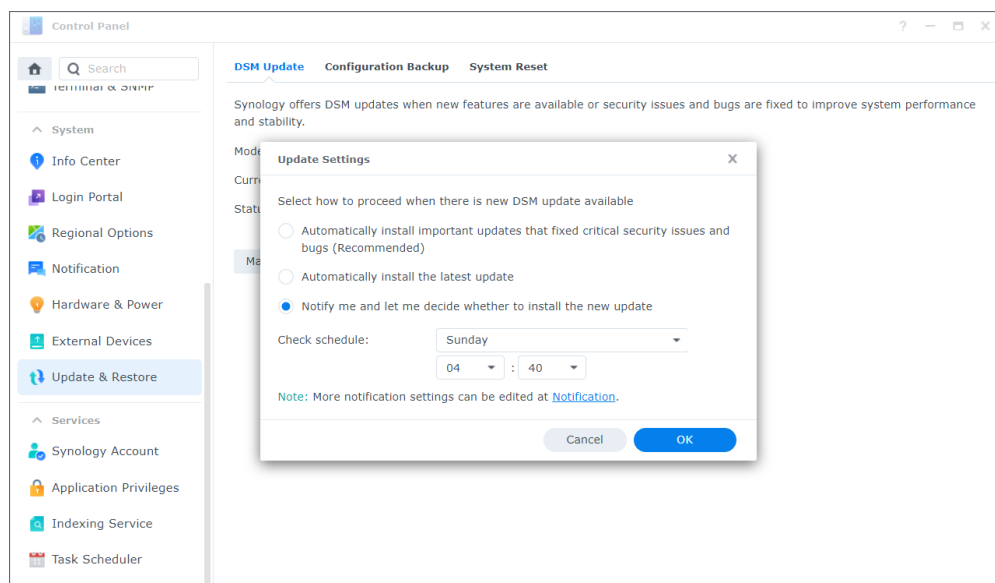 Control Panel
Search
Terminal & SNMP
System
Info Center
Login Portal
Regional Options
Notification
Hardware & Power
External Devices
Update & Restore
Services
Synology Account
Application Privileges
Indexing Service
Task Scheduler
DSM Update Configuration Backup System Reset
Synology offers DSM updates when new features are available or security issues and bugs are fixed to improve system performance
and stability.
Update Settings
Select how to proceed when there is new DSM update available
Automatically install important updates that fixed critical security issues and
bugs (Recommended)
Automatically install the latest update
Notify me and let me decide whether to install the new update
Check schedule: Sunday
04 : 40
Note: More notification settings can be edited at Notification.
Cancel OK